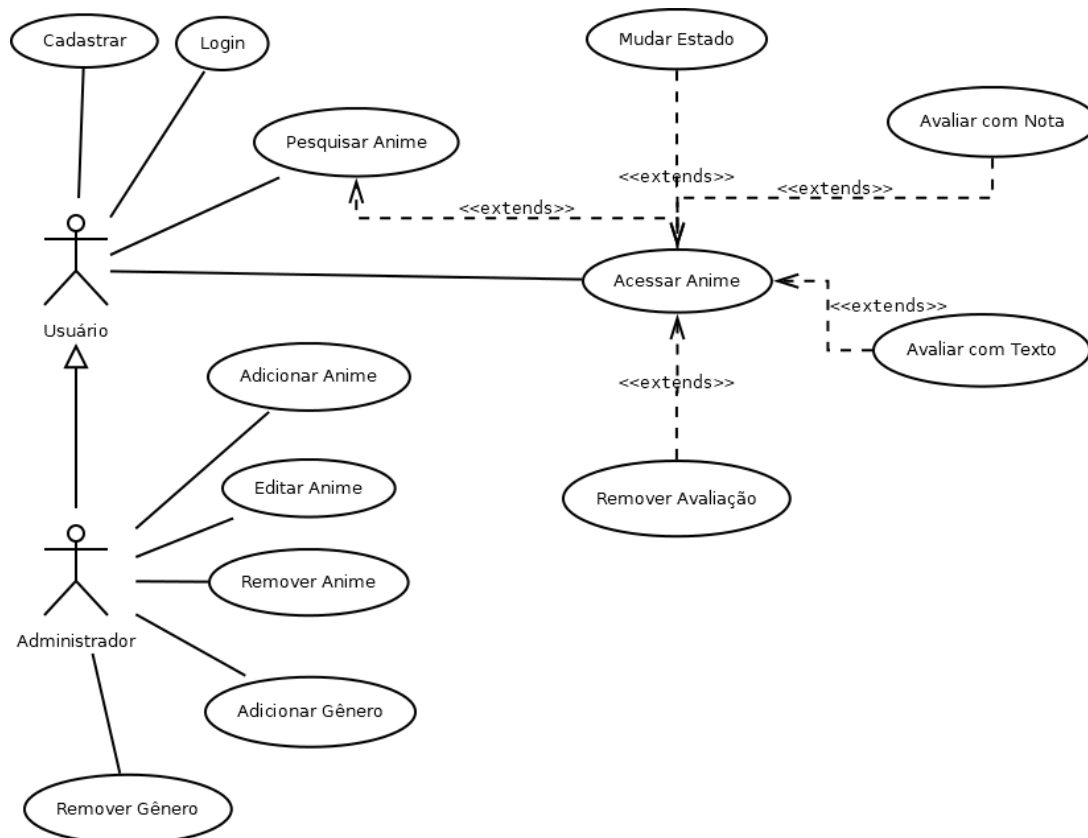 Cadastrar
Login
Mudar Estado
Pesquisar Anime
Avaliar com Nota
<<extends>>
<<extends>>
<<extends>>
Acessar Anime
<<extends>>
Usuário
Avaliar com Texto
Adicionar Anime
<<extends>>
Editar Anime
Remover Avaliação
Remover Anime
Administrador
Adicionar Gênero
Remover Gênero